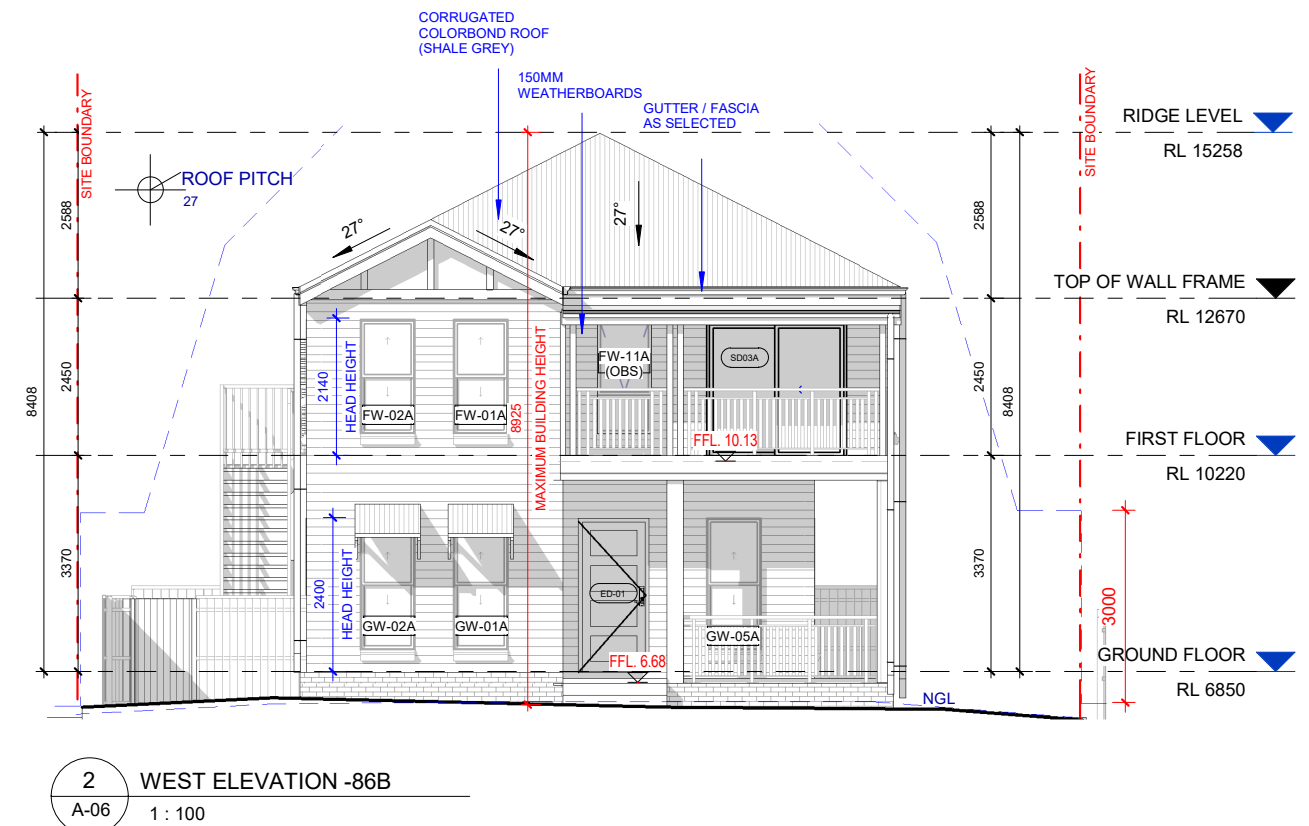 CORRUGATED
COLORBOND ROOF
(SHALE GREY)
150MM
WEATHERBOARDS
GUTTER / FASCIA
AS SELECTED
SITE BOUNDARY
SITE BOUNDARY
RIDGE LEVEL
RL 15258
ROOF PITCH
27
2588
2588
27°
27°
27°
TOP OF WALL FRAME
RL 12670
8408
2450
2140
HEAD HEIGHT
FW-02A
FW-01A
8925
MAXIMUM BUILDING HEIGHT
FW-11A
(OBS)
SD03A
2450
8408
FFL. 10.13
FIRST FLOOR
RL 10220
3370
2400
HEAD HEIGHT
GW-02A
GW-01A
ED-01
GW-05A
3370
3000
FFL. 6.68
GROUND FLOOR
RL 6850
NGL
2
A-06
WEST ELEVATION -86B
1 : 100